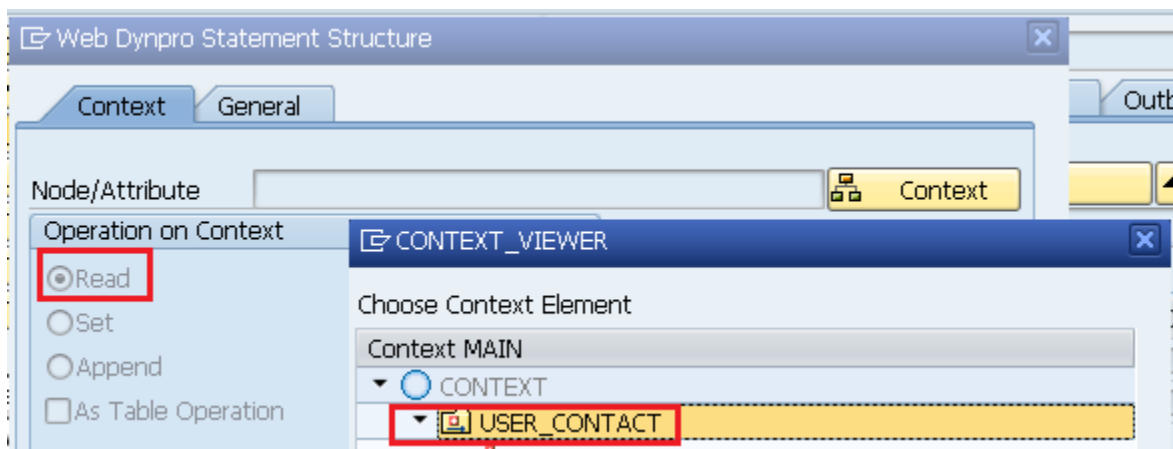 Web Dynpro Statement Structure
Context General
Outb
Node/Attribute Context
Operation on Context
CONTEXT_VIEWER
Read
Choose Context Element
Set
Context MAIN
Append
CONTEXT
As Table Operation
USER_CONTACT